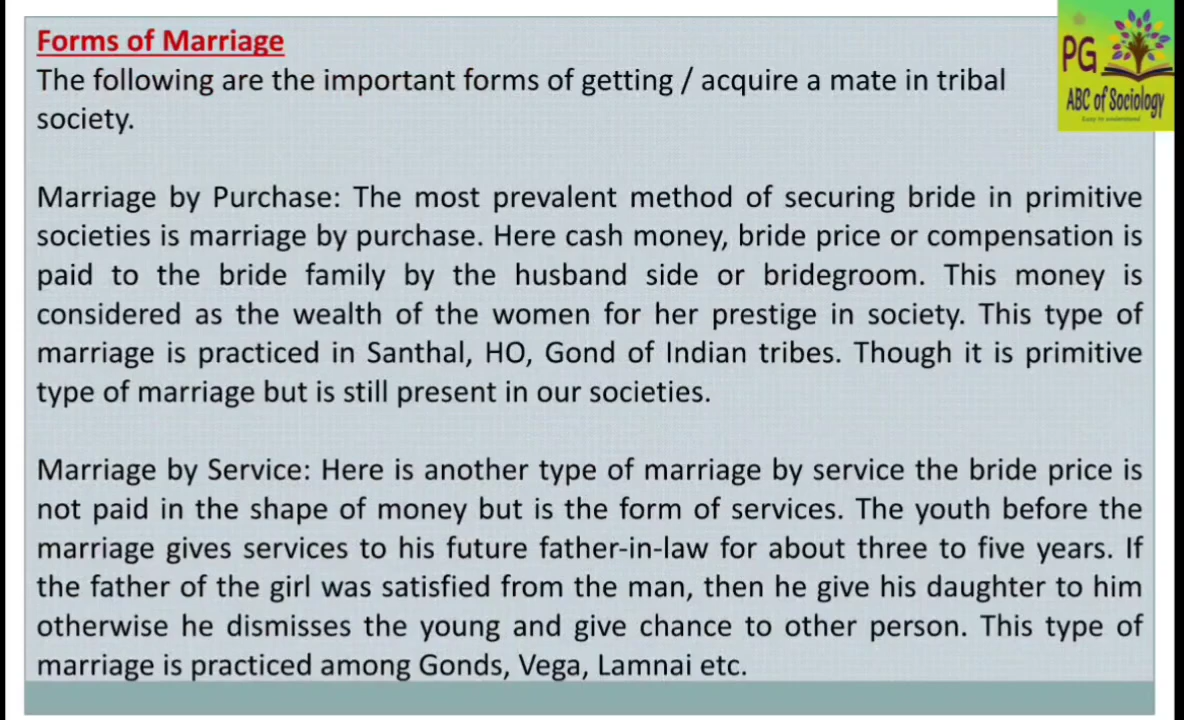 Forms of Marriage
The following are the important forms of getting / acquire a mate in tribal
society.
Marriage by Purchase: The most prevalent method of securing bride in primitive
societies is marriage by purchase. Here cash money, bride price or compensation is
paid to the bride family by the husband side or bridegroom. This money is
considered as the wealth of the women for her prestige in society. This type of
marriage is practiced in Santhal, HO, Gond of Indian tribes. Though it is primitive
type of marriage but is still present in our societies.
Marriage by Service: Here is another type of marriage by service the bride price is
not paid in the shape of money but is the form of services. The youth before the
marriage gives services to his future father-in-law for about three to five years. If
the father of the girl was satisfied from the man, then he give his daughter to him
otherwise he dismisses the young and give chance to other person. This type of
marriage is practiced among Gonds, Vega, Lamnai etc.
PG
ABC of Sociology
Easy to understand